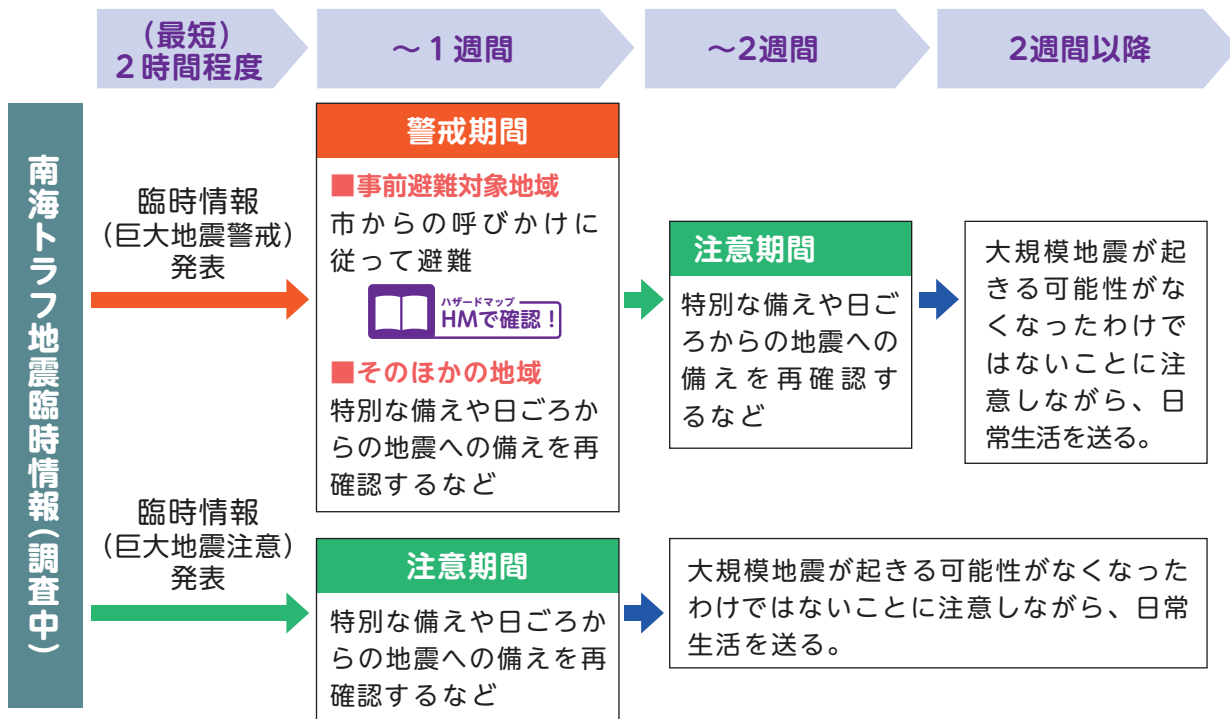 （最短）
２時間程度
～１週間
～2週間
2週間以降
南海トラフ地震臨時情報（調査中）
臨時情報
（巨大地震警戒）
発表
警戒期間
■事前避難対象地域
市からの呼びかけに
従って避難
ハザードマップ
HMで確認！
■そのほかの地域
特別な備えや日ごろか
らの地震への備えを再
確認するなど
注意期間
特別な備えや日ご
ろからの地震への
備えを再確認す
るなど
大規模地震が起
きる可能性がな
くなったわけで
はないことに注
意しながら、日
常生活を送る。
臨時情報
（巨大地震注意）
発表
注意期間
特別な備えや日ごろか
らの地震への備えを再
確認するなど
大規模地震が起きる可能性がなくなった
わけではないことに注意しながら、日常
生活を送る。